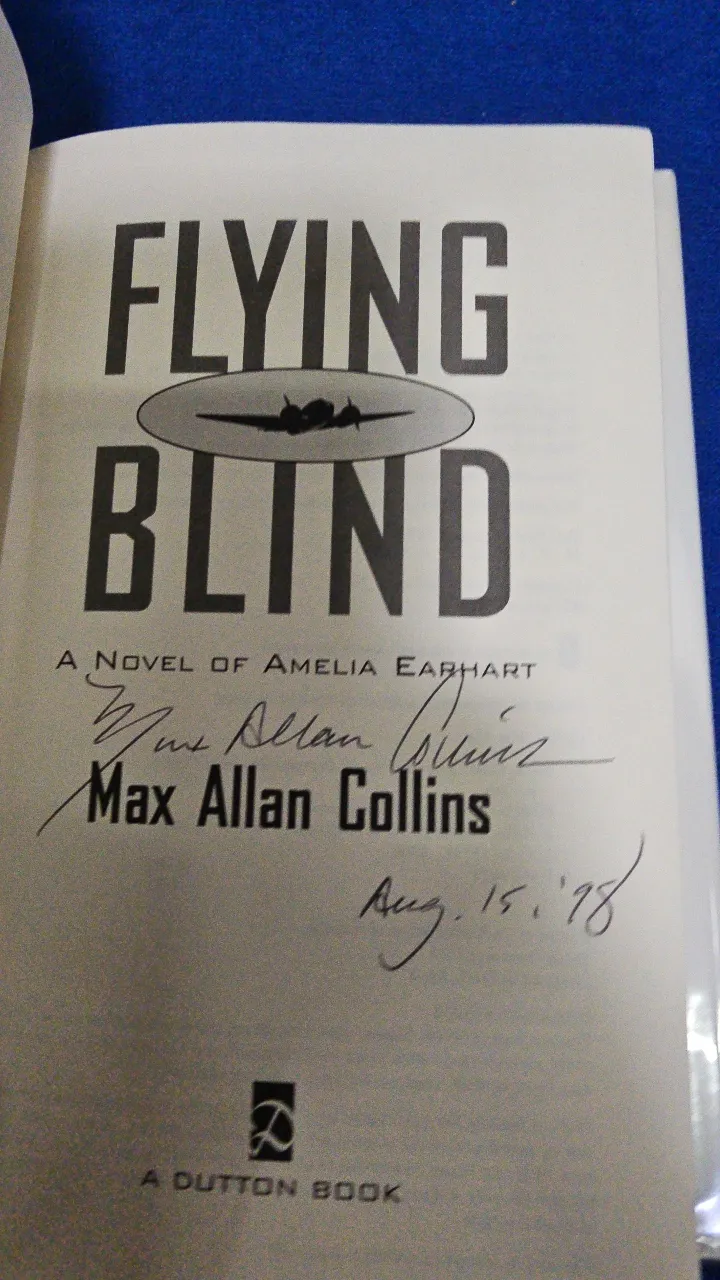 FLYING
BLIND
A NOVEL OF AMELIA EARHART
Max Allan Collins
Max Allan Collins
Aug. 15, '98
D
A DUTTON BOOK